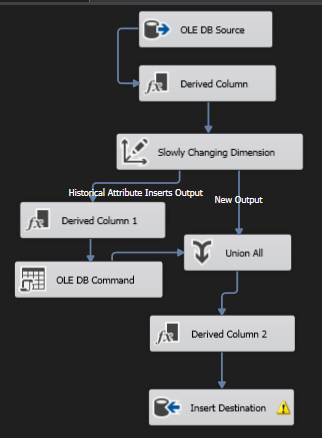 OLE DB Source
Derived Column
Slowly Changing Dimension
Historical Attribute Inserts Output
New Output
Derived Column 1
Union All
OLE DB Command
Derived Column 2
Insert Destination